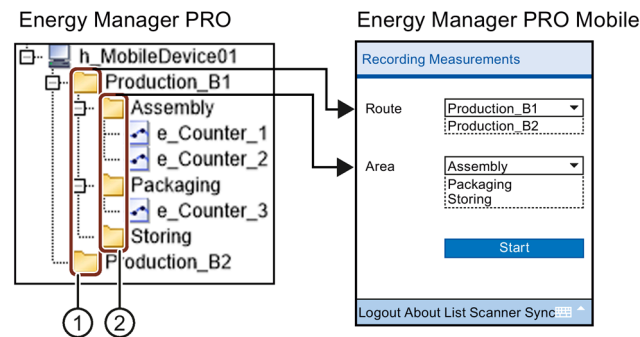 Energy Manager PRO
h_MobileDevice01
Production_B1
Assembly
e_Counter_1
e_Counter_2
Packaging
e_Counter_3
Storing
Production_B2
1
2
Energy Manager PRO Mobile
Recording Measurements
Route
Production_B1
Production_B2
Area
Assembly
Packaging
Storing
Start
Logout About List Scanner Sync